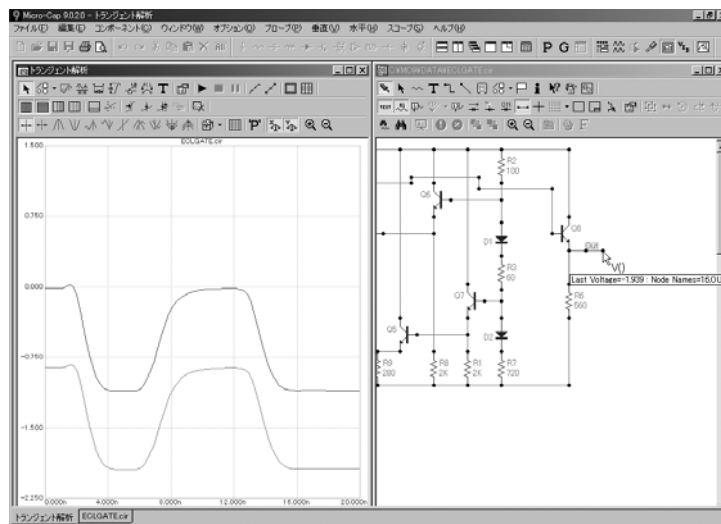 Micro-Cap 9.0.2.0 - トランジェント解析
ファイル(F) 編集(E) コンポーネント(C) ウィンドウ(W) オプション(O) プローブ(P) 垂直(V) 水平(H) スコープ(S) ヘルプ(H)
トランジェント解析
ECLGATE.cir
1.500
0.750
0.000
-0.750
-1.500
-2.250
0.000n 4.000n 8.000n 12.000n 16.000n 20.000n
R2
100
Q6
Q8
D1
Out
V()
R3
60
Last Voltage=-1.939 : Node Names=16,OU
Q7
R6
560
Q5
D2
R9
280
R8
2K
R1
2K
R7
720
トランジェント解析 ECLGATE.cir